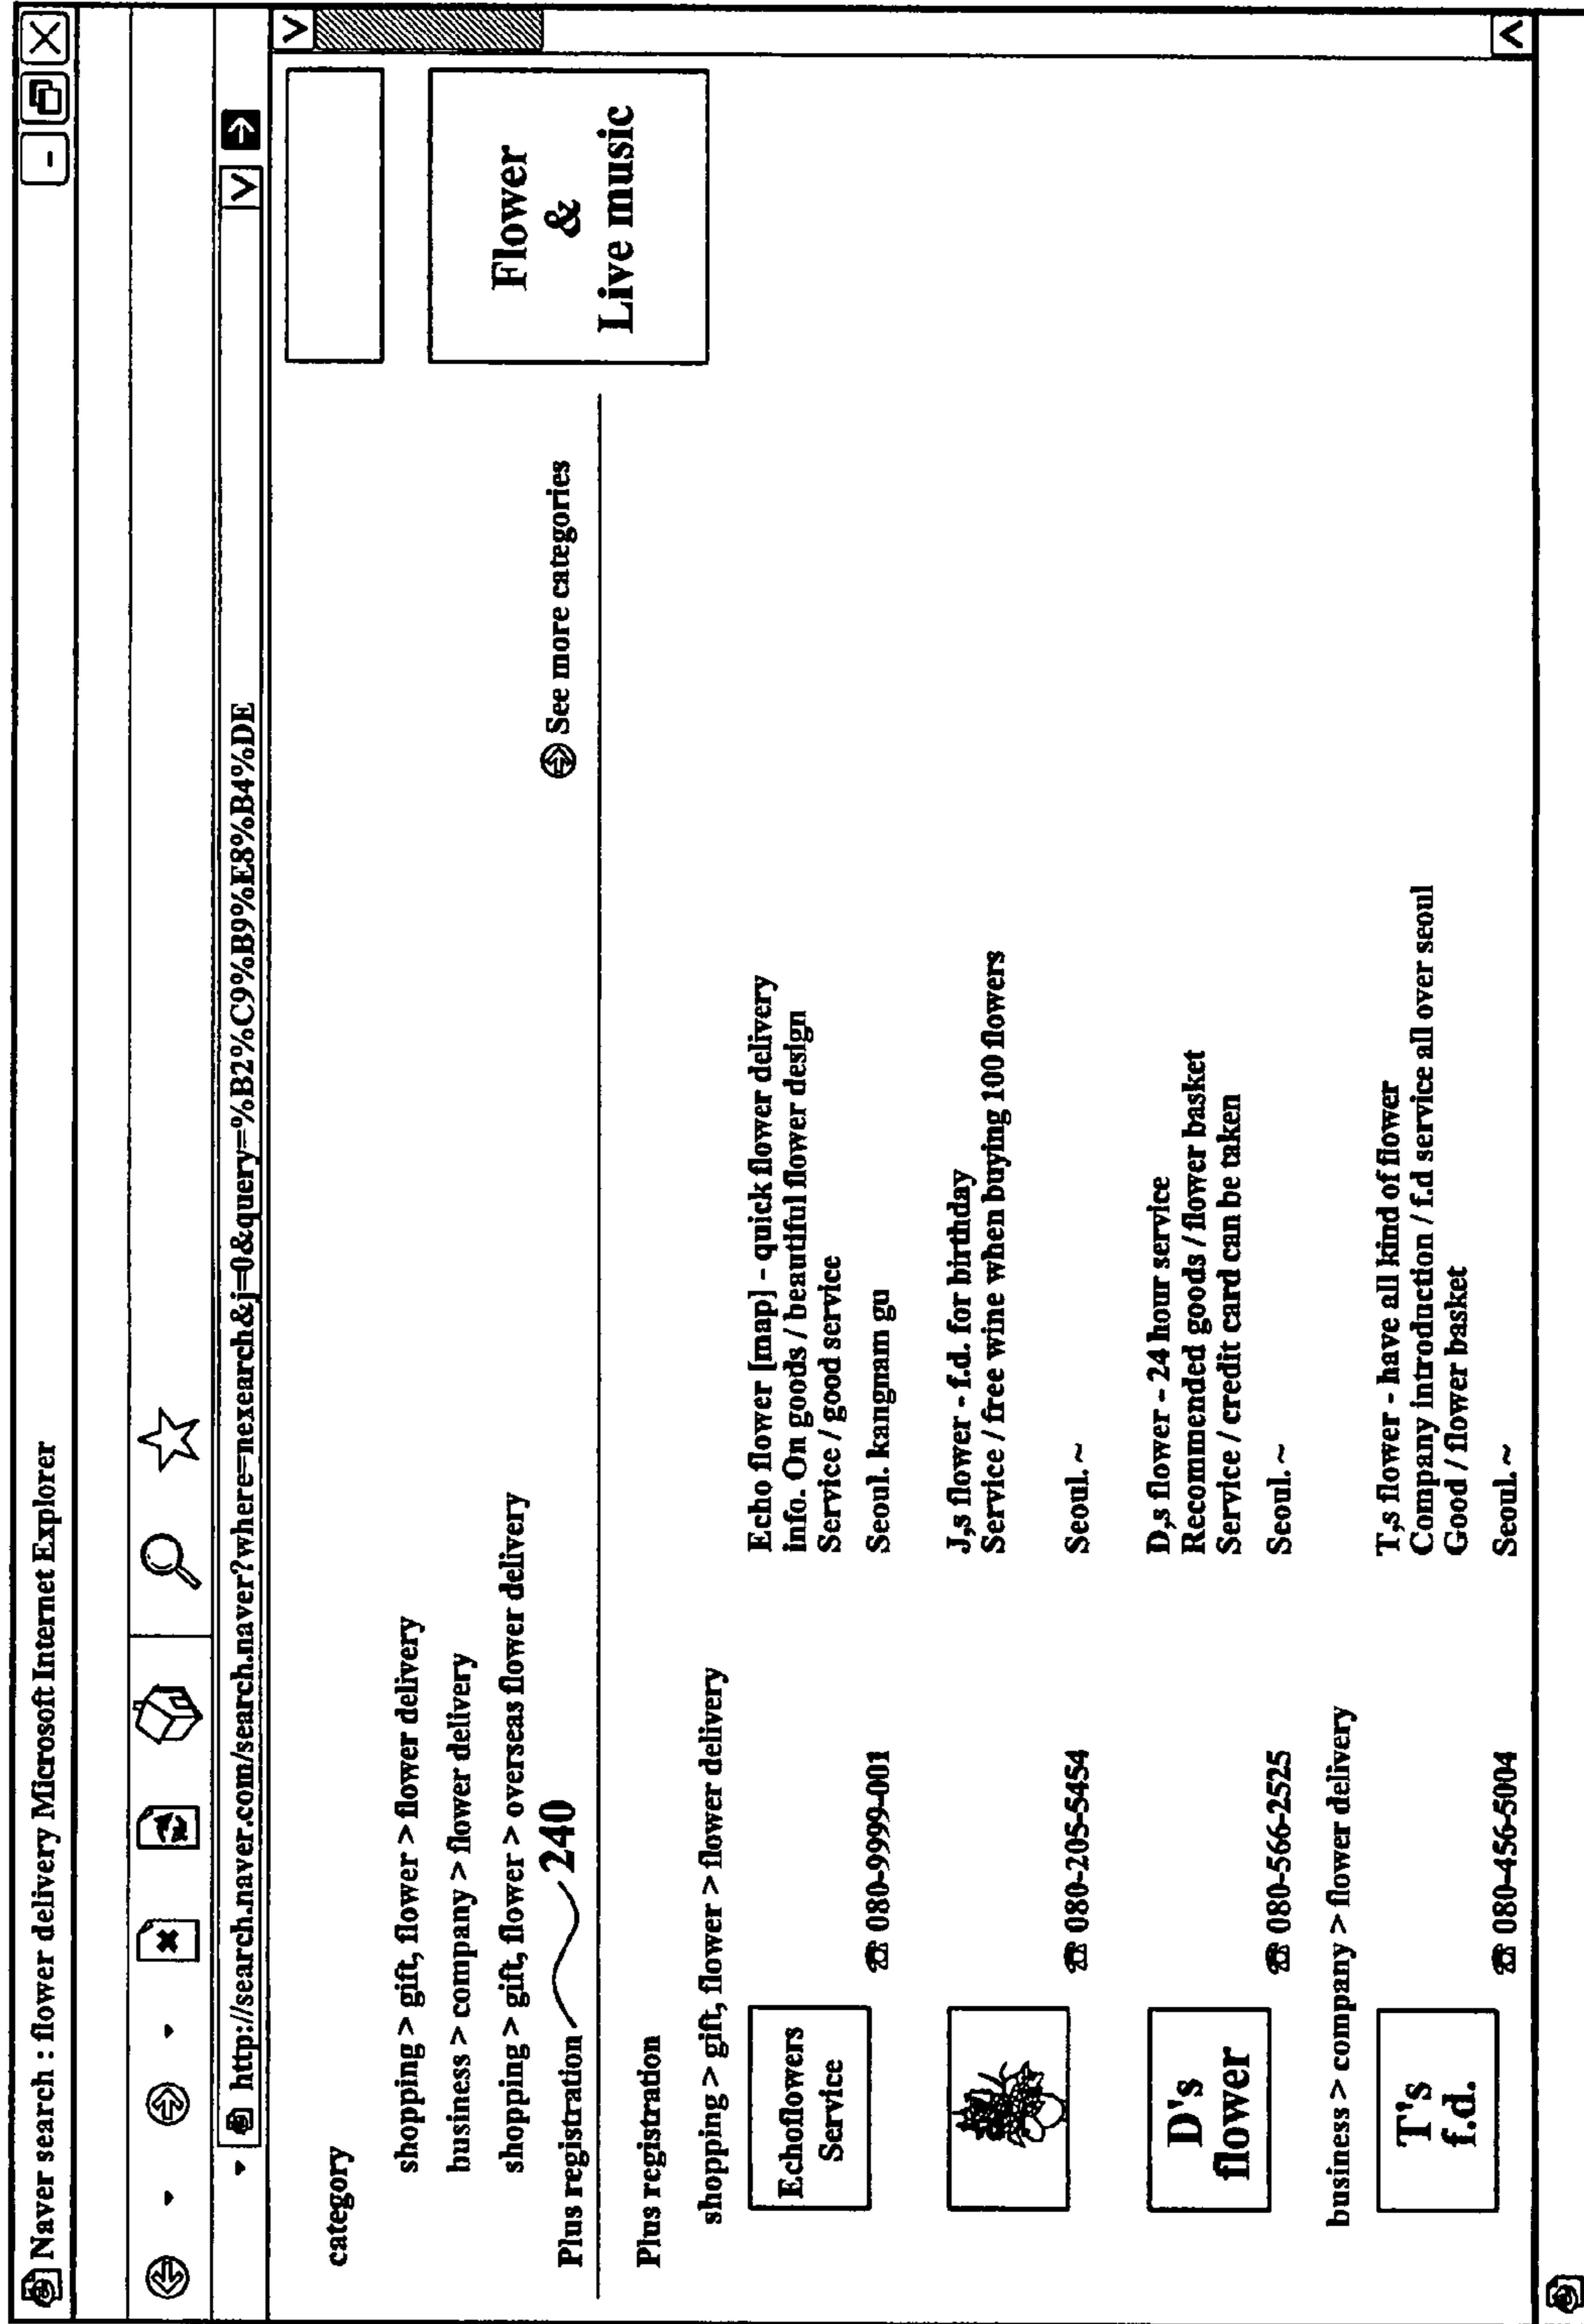 Naver search : flower delivery Microsoft Internet Explorer
http://search.naver.com/search.naver?where=nexearch&j=0&query=%B2%C9%B9%E8%B4%DE
category
shopping > gift, flower > flower delivery
business > company > flower delivery
shopping > gift, flower > overseas flower delivery
Plus registration 240
See more categories
Flower
&
Live music
Plus registration
shopping > gift, flower > flower delivery
Echoflowers
Service
Echo flower [map] - quick flower delivery
info. On goods / beautiful flower design
Service / good service
☎ 080-9999-001 Seoul. kangnam gu
J,s flower - f.d. for birthday
Service / free wine when buying 100 flowers
☎ 080-205-5454 Seoul. ~
D's
flower
D,s flower - 24 hour service
Recommended goods / flower basket
Service / credit card can be taken
☎ 080-566-2525 Seoul. ~
business > company > flower delivery
T's
f.d.
T,s flower - have all kind of flower
Company introduction / f.d service all over seoul
Good / flower basket
☎ 080-456-5004 Seoul. ~